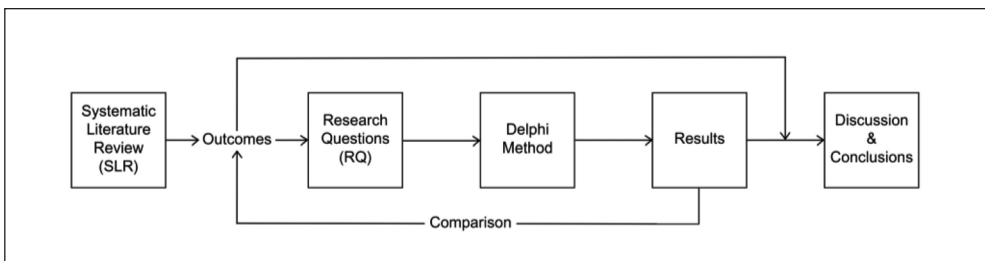 Systematic
Literature
Review
(SLR)
Outcomes
Research
Questions
(RQ)
Delphi
Method
Results
Discussion
&
Conclusions
Comparison